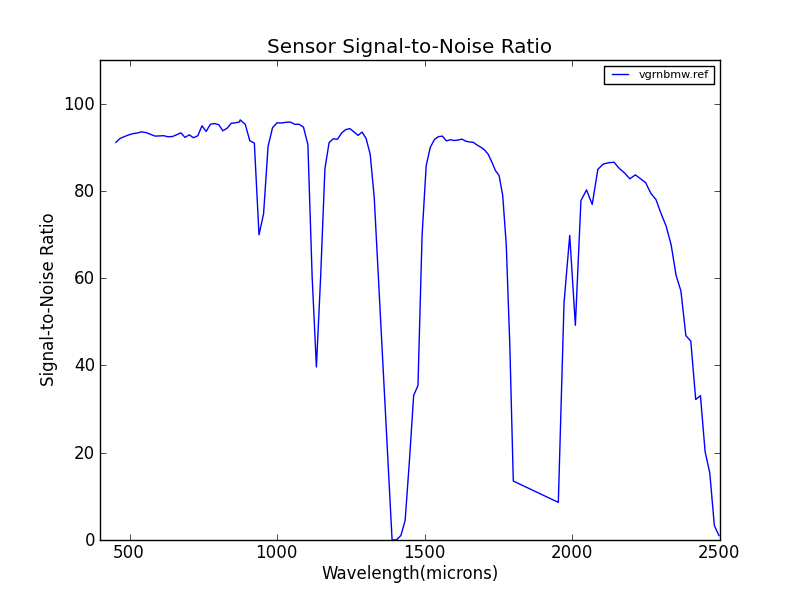 Sensor Signal-to-Noise Ratio
vgrnbmw.ref
100
80
60
40
20
0
Signal-to-Noise Ratio
500
1000
1500
2000
2500
Wavelength(microns)